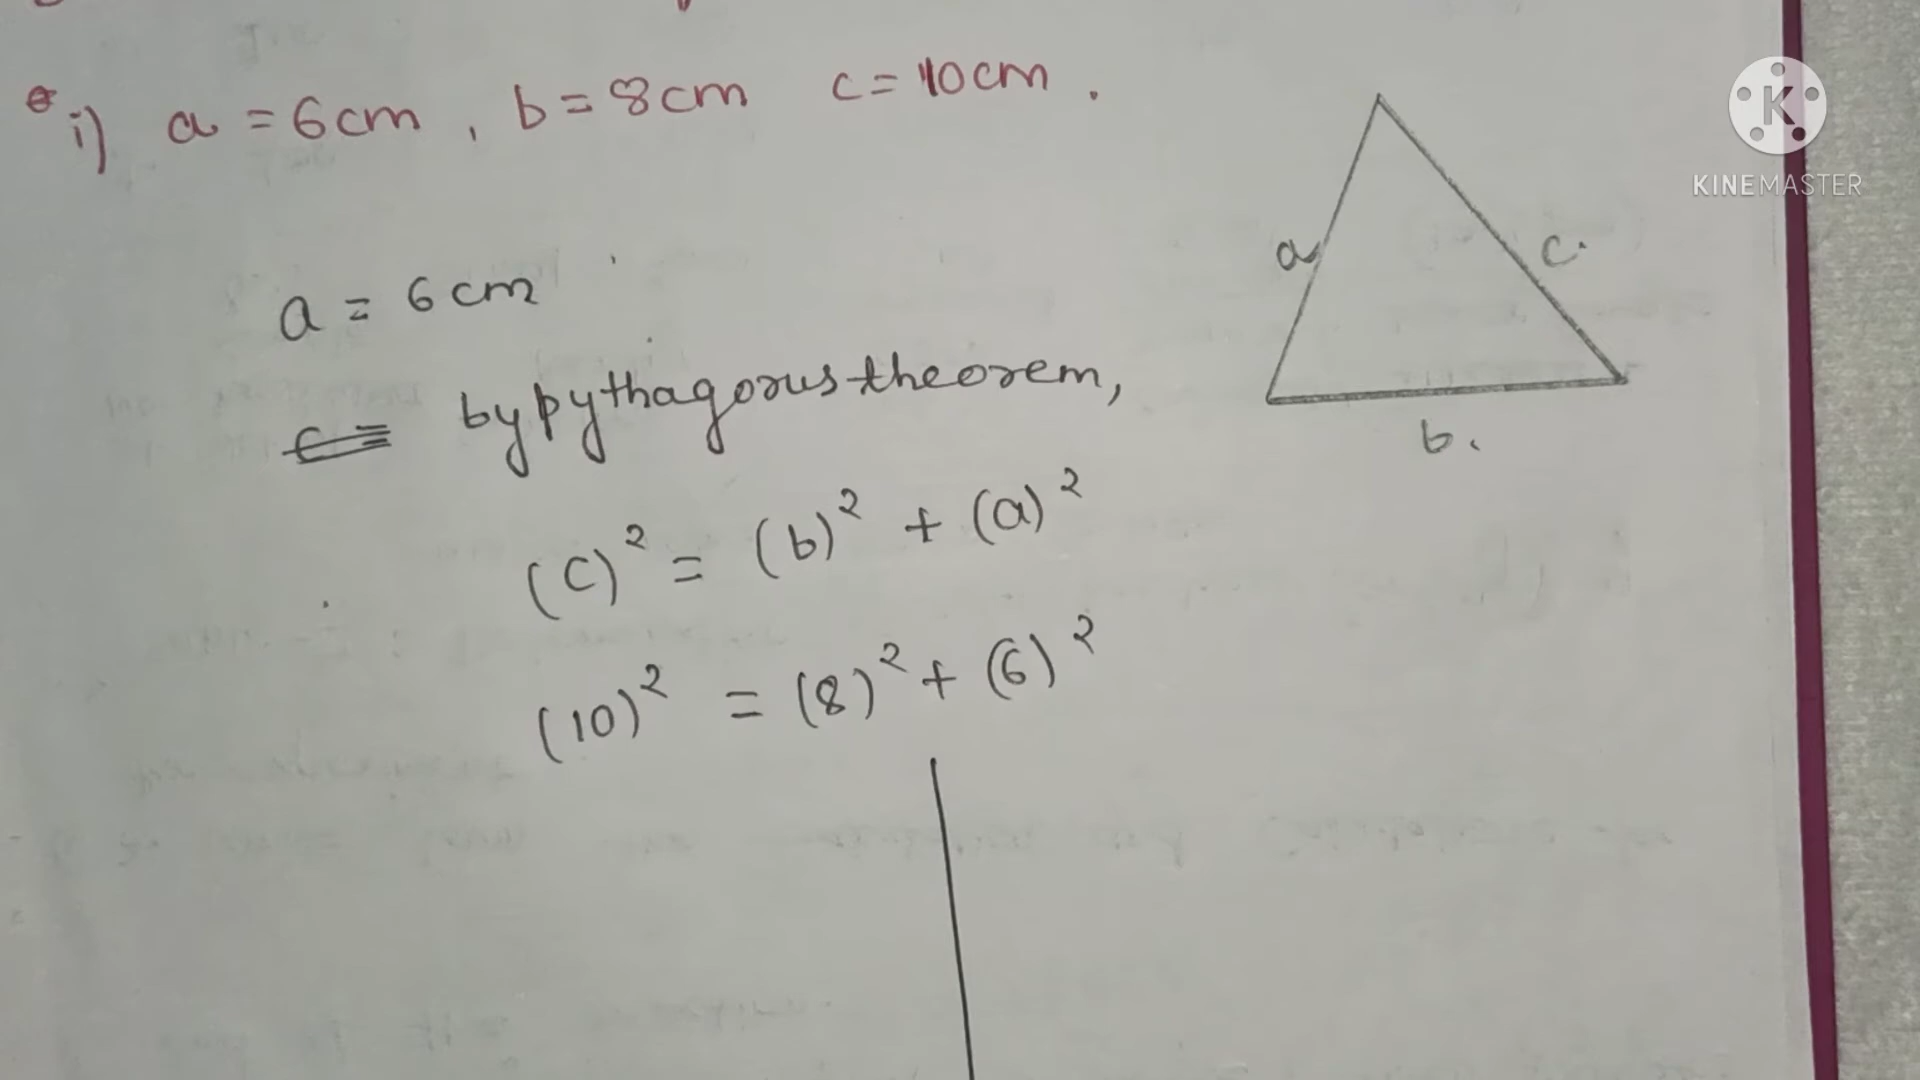 i) a = 6cm , b = 8cm c = 10cm .
a = 6 cm
by pythagorus theorem,
(c)² = (b)² + (a)²
(10)² = (8)² + (6)²
a
c.
b.
K
KINEMASTER